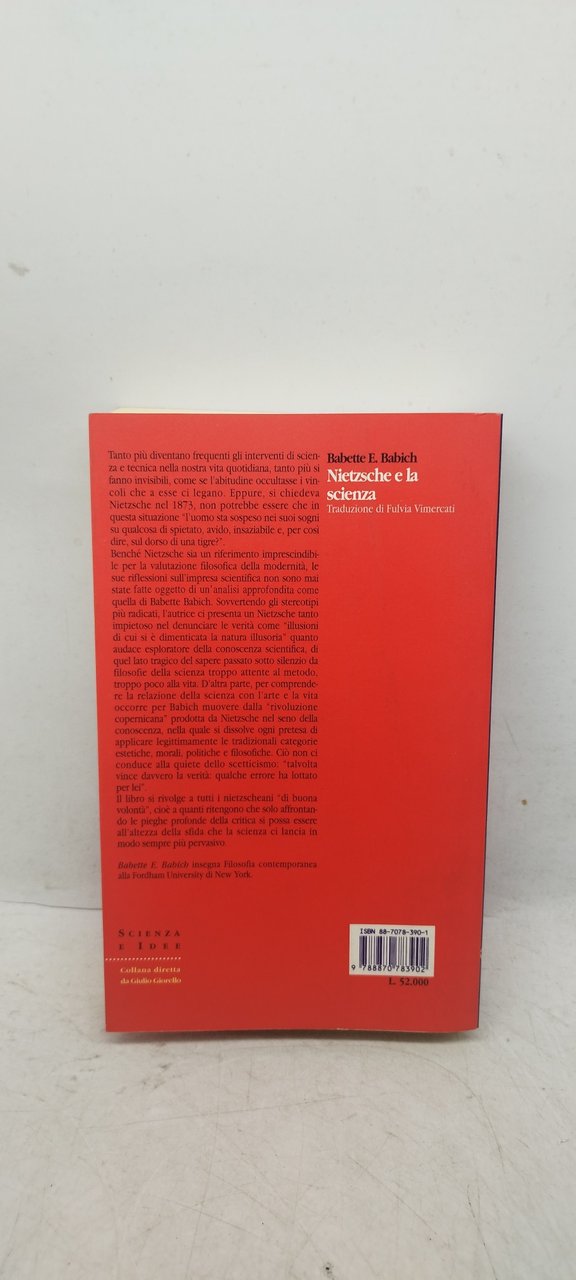 Tanto più diventano frequenti gli interventi di scien-
za e tecnica nella nostra vita quotidiana, tanto più si
fanno invisibili, come se l'abitudine occultasse i vin-
coli che a esse ci legano. Eppure, si chiedeva
Nietzsche nel 1873, non potrebbe essere che in
questa situazione "l'uomo sta sospeso nei suoi sogni
su qualcosa di spietato, avido, insaziabile e, per così
dire, sul dorso di una tigre?".
Benché Nietzsche sia un riferimento imprescindibi-
le per la valutazione filosofica della modernità, le
sue riflessioni sull'impresa scientifica non sono mai
state fatte oggetto di un'analisi approfondita come
quella di Babette Babich. Sovvertendo gli stereotipi
più radicati, l'autrice ci presenta un Nietzsche tanto
impietoso nel denunciare le verità come "illusioni
di cui si è dimenticata la natura illusoria" quanto
audace esploratore della conoscenza scientifica, di
quel lato tragico del sapere passato sotto silenzio da
filosofie della scienza troppo attente al metodo,
troppo poco alla vita. D'altra parte, per comprende-
re la relazione della scienza con l'arte e la vita
occorre per Babich muovere dalla "rivoluzione
copernicana" prodotta da Nietzsche nel seno della
conoscenza, nella quale si dissolve ogni pretesa di
applicare legittimamente le tradizionali categorie
estetiche, morali, politiche e filosofiche. Ciò non ci
conduce alla quiete dello scetticismo: "talvolta
vince davvero la verità: qualche errore ha lottato
per lei".
Il libro si rivolge a tutti i nietzscheani "di buona
volontà", cioè a quanti ritengono che solo affrontan-
do le pieghe profonde della critica si possa essere
all'altezza della sfida che la scienza ci lancia in
modo sempre più pervasivo.
Babette E. Babich insegna Filosofia contemporanea
alla Fordham University di New York.
Babette E. Babich
Nietzsche e la
scienza
Traduzione di Fulvia Vimercati
SCIENZA
E IDEE
Collana diretta
da Giulio Giorello
ISBN 88-7078-390-1
9 788870 783902
L. 52.000